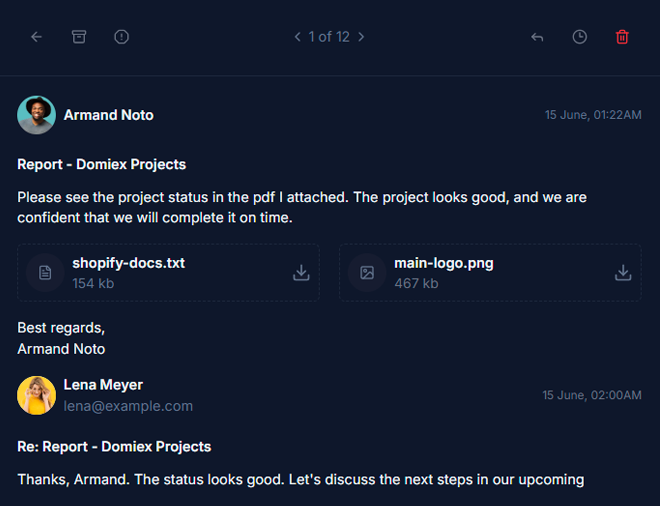 1 of 12
Armand Noto
15 June, 01:22AM
Report - Domiex Projects
Please see the project status in the pdf I attached. The project looks good, and we are
confident that we will complete it on time.
shopify-docs.txt
154 kb
main-logo.png
467 kb
Best regards,
Armand Noto
Lena Meyer
lena@example.com
15 June, 02:00AM
Re: Report - Domiex Projects
Thanks, Armand. The status looks good. Let's discuss the next steps in our upcoming